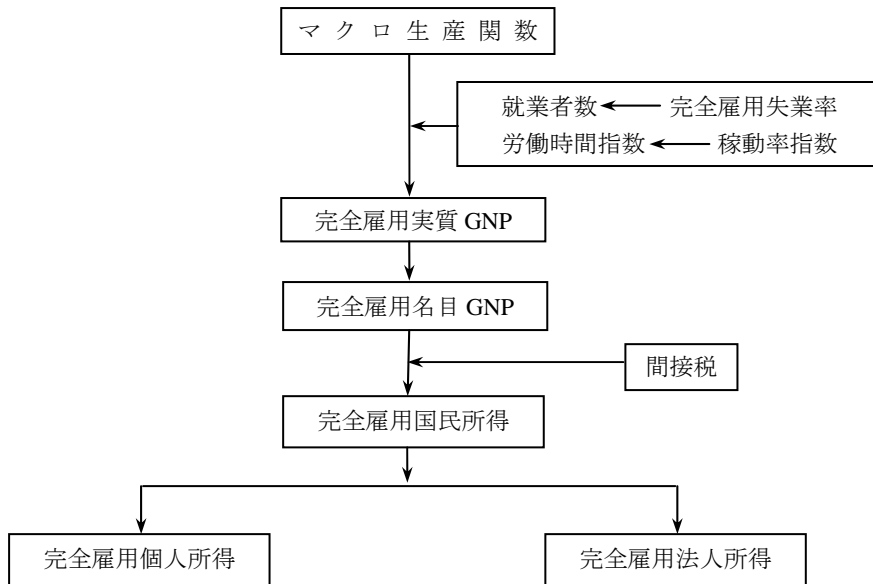 マ ク ロ 生 産 関 数
就業者数 完全雇用失業率
労働時間指数 稼動率指数
完全雇用実質 GNP
完全雇用名目 GNP
間接税
完全雇用国民所得
完全雇用個人所得
完全雇用法人所得